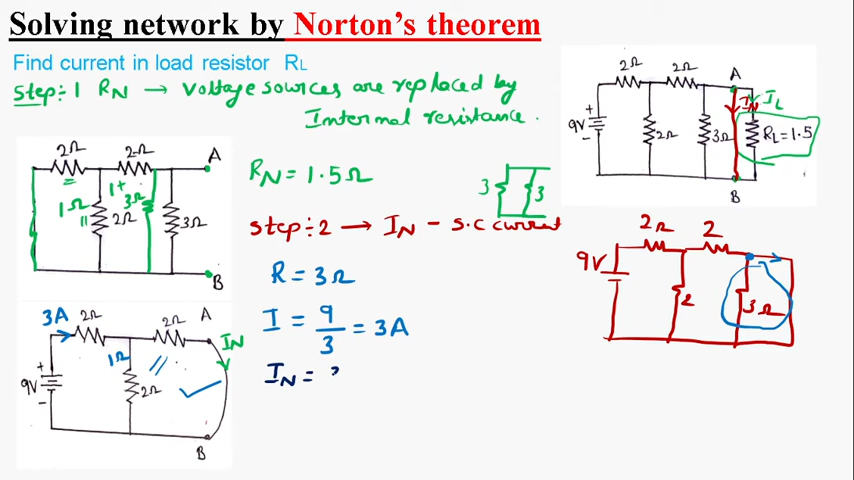 Solving network by Norton's theorem
Find current in load resistor RL
Step:1 RN → Voltage sources are replaced by
Internal resistance.
2Ω 2Ω A
2Ω 3Ω
9V + -
IN IL
RL=1.5
B
2Ω 2Ω A
1+
3Ω
1Ω 2Ω 3Ω
B
RN = 1.5Ω
3 3
Step:2 → IN - S.C current
R = 3Ω
I = 9/3 = 3A
IN = 3
3A 2Ω 2Ω A
IN
1Ω
9V + - 2Ω
B
2Ω 2
9V
2 3Ω